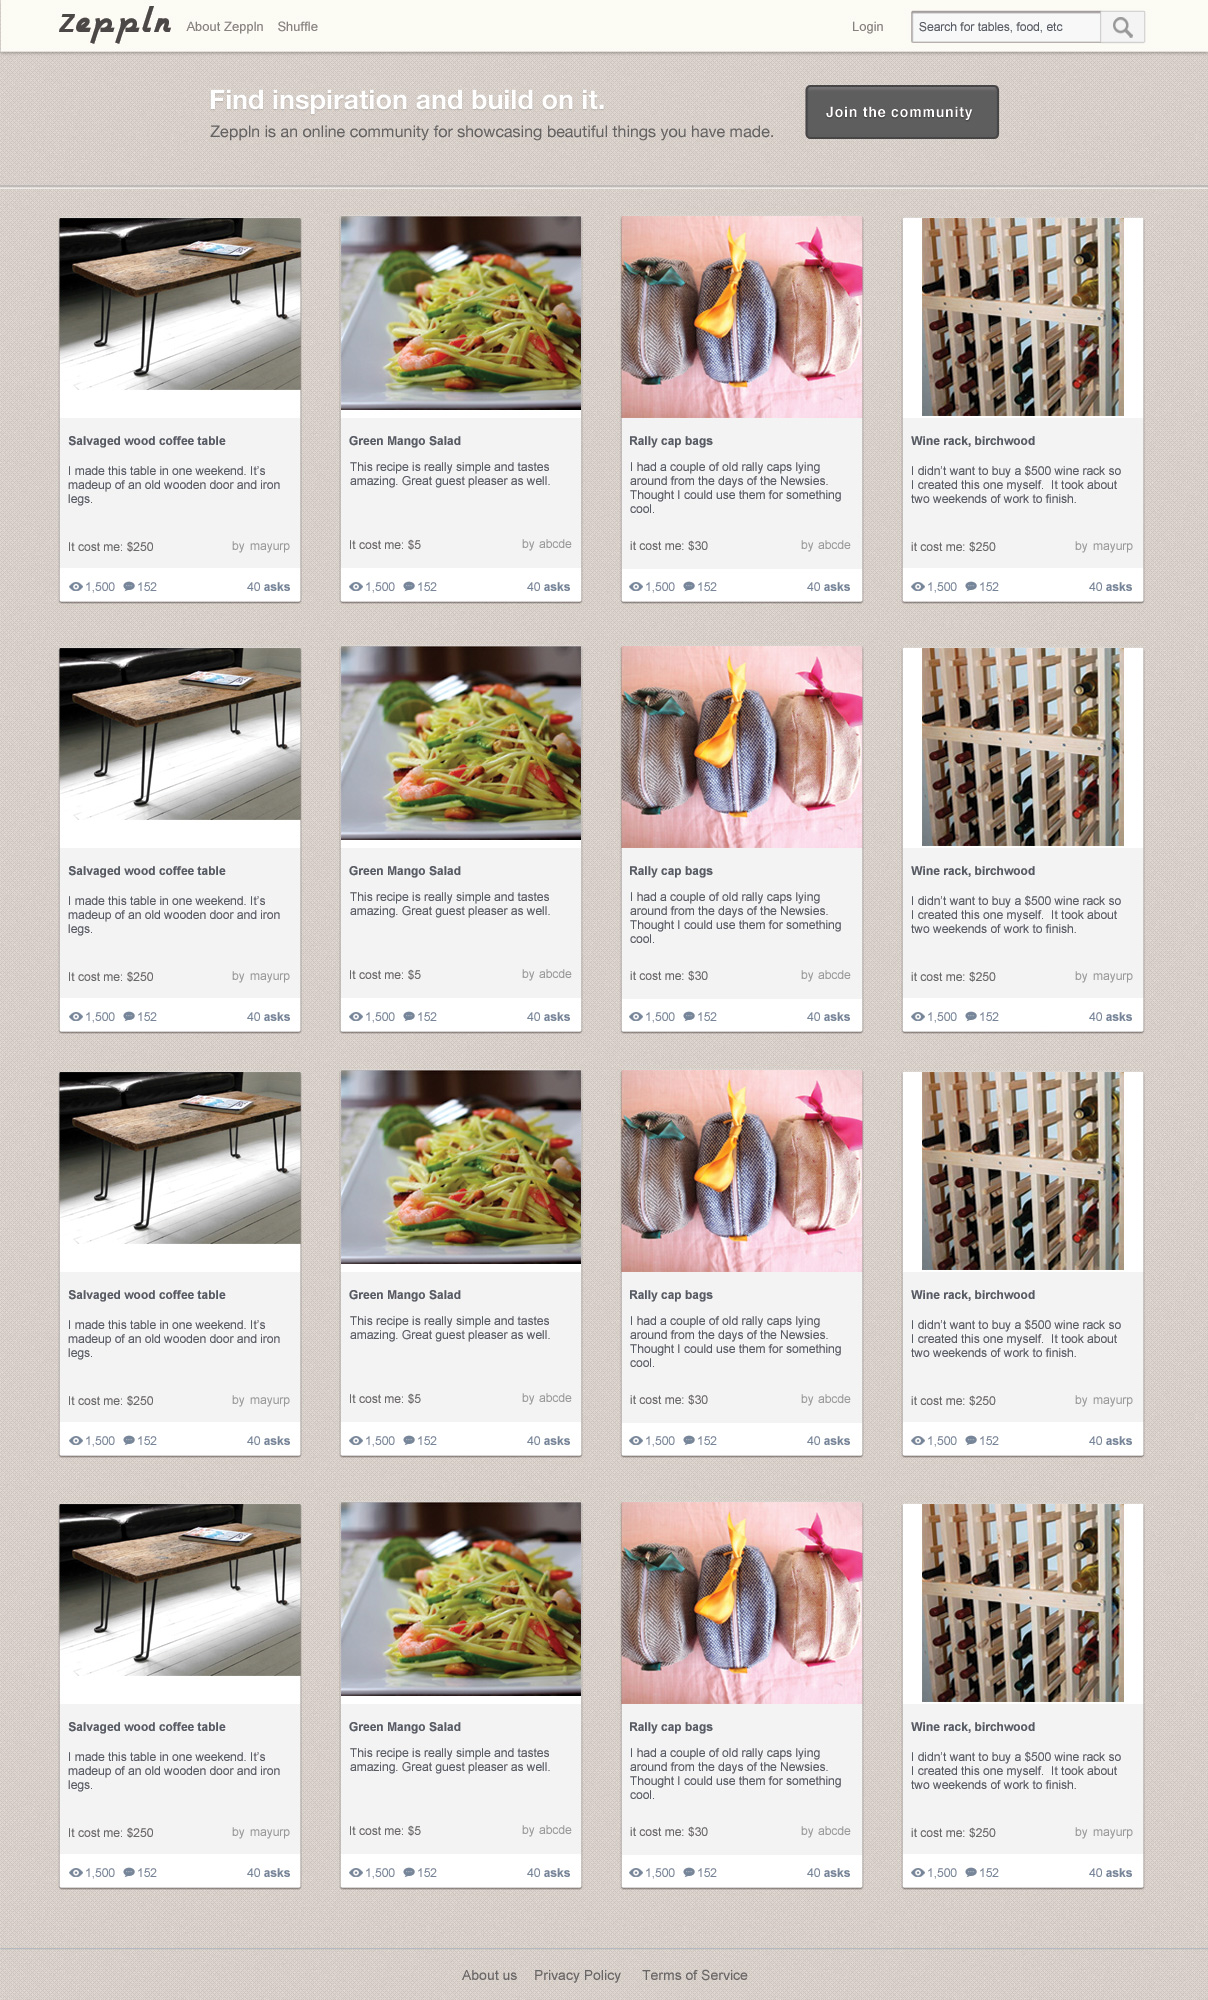 Zeppln About Zeppln Shuffle Login Search for tables, food, etc
Find inspiration and build on it.
Zeppln is an online community for showcasing beautiful things you have made.
Join the community
Salvaged wood coffee table
I made this table in one weekend. It's
madeup of an old wooden door and iron
legs.
It cost me: $250 by mayurp
1,500 152 40 asks
Green Mango Salad
This recipe is really simple and tastes
amazing. Great guest pleaser as well.
It cost me: $5 by abcde
1,500 152 40 asks
Rally cap bags
I had a couple of old rally caps lying
around from the days of the Newsies.
Thought I could use them for something
cool.
it cost me: $30 by abcde
1,500 152 40 asks
Wine rack, birchwood
I didn't want to buy a $500 wine rack so
I created this one myself. It took about
two weekends of work to finish.
it cost me: $250 by mayurp
1,500 152 40 asks
Salvaged wood coffee table
I made this table in one weekend. It's
madeup of an old wooden door and iron
legs.
It cost me: $250 by mayurp
1,500 152 40 asks
Green Mango Salad
This recipe is really simple and tastes
amazing. Great guest pleaser as well.
It cost me: $5 by abcde
1,500 152 40 asks
Rally cap bags
I had a couple of old rally caps lying
around from the days of the Newsies.
Thought I could use them for something
cool.
it cost me: $30 by abcde
1,500 152 40 asks
Wine rack, birchwood
I didn't want to buy a $500 wine rack so
I created this one myself. It took about
two weekends of work to finish.
it cost me: $250 by mayurp
1,500 152 40 asks
Salvaged wood coffee table
I made this table in one weekend. It's
madeup of an old wooden door and iron
legs.
It cost me: $250 by mayurp
1,500 152 40 asks
Green Mango Salad
This recipe is really simple and tastes
amazing. Great guest pleaser as well.
It cost me: $5 by abcde
1,500 152 40 asks
Rally cap bags
I had a couple of old rally caps lying
around from the days of the Newsies.
Thought I could use them for something
cool.
it cost me: $30 by abcde
1,500 152 40 asks
Wine rack, birchwood
I didn't want to buy a $500 wine rack so
I created this one myself. It took about
two weekends of work to finish.
it cost me: $250 by mayurp
1,500 152 40 asks
Salvaged wood coffee table
I made this table in one weekend. It's
madeup of an old wooden door and iron
legs.
It cost me: $250 by mayurp
1,500 152 40 asks
Green Mango Salad
This recipe is really simple and tastes
amazing. Great guest pleaser as well.
It cost me: $5 by abcde
1,500 152 40 asks
Rally cap bags
I had a couple of old rally caps lying
around from the days of the Newsies.
Thought I could use them for something
cool.
it cost me: $30 by abcde
1,500 152 40 asks
Wine rack, birchwood
I didn't want to buy a $500 wine rack so
I created this one myself. It took about
two weekends of work to finish.
it cost me: $250 by mayurp
1,500 152 40 asks
About us Privacy Policy Terms of Service